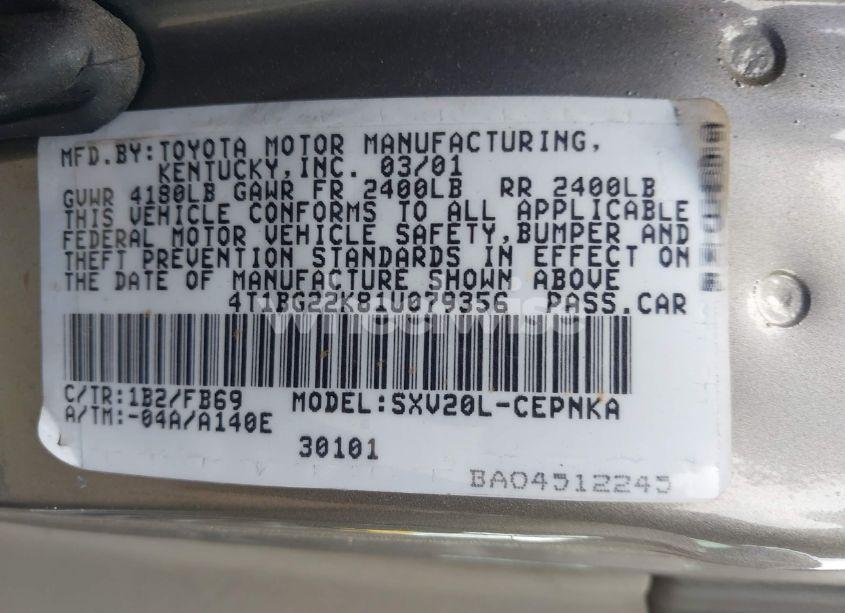 MFD.BY:TOYOTA MOTOR MANUFACTURING,
KENTUCKY,INC. 03/01
GVWR 4180LB GAWR FR 2400LB RR 2400LB
THIS VEHICLE CONFORMS TO ALL APPLICABLE
FEDERAL MOTOR VEHICLE SAFETY,BUMPER AND
THEFT PREVENTION STANDARDS IN EFFECT ON
THE DATE OF MANUFACTURE SHOWN ABOVE
4T1BG22K81U079356 PASS.CAR
C/TR:1B2/FB69 MODEL:SXV20L-CEPNKA
A/TM:-04A/A140E
30101
BA04512245